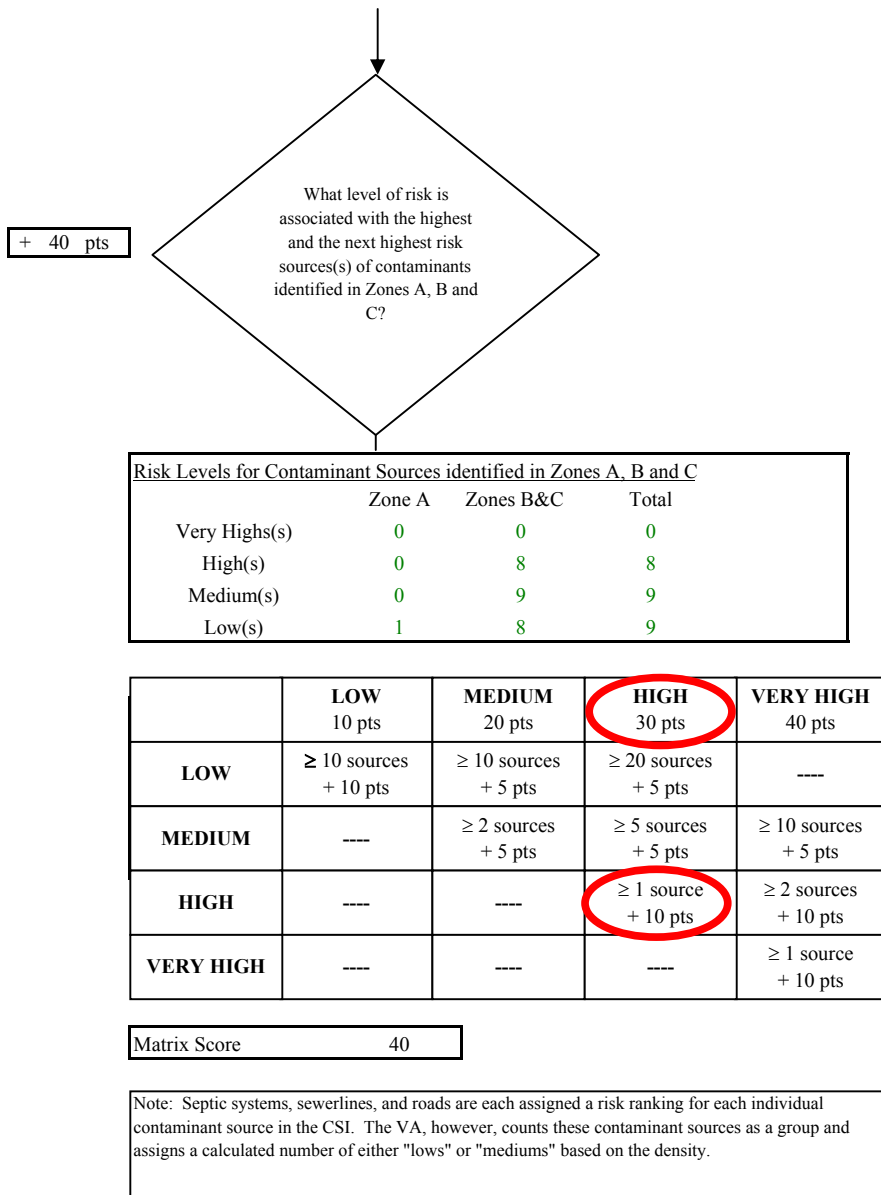 What level of risk is
associated with the highest
and the next highest risk
sources(s) of contaminants
identified in Zones A, B and
C?
+ 40 pts
Risk Levels for Contaminant Sources identified in Zones A, B and C
Zone A Zones B&C Total
Very Highs(s) 0 0 0
High(s) 0 8 8
Medium(s) 0 9 9
Low(s) 1 8 9
LOW MEDIUM HIGH VERY HIGH
10 pts 20 pts 30 pts 40 pts
LOW ≥ 10 sources ≥ 10 sources ≥ 20 sources ----
+ 10 pts + 5 pts + 5 pts
MEDIUM ---- ≥ 2 sources ≥ 5 sources ≥ 10 sources
+ 5 pts + 5 pts + 5 pts
HIGH ---- ---- ≥ 1 source ≥ 2 sources
+ 10 pts + 10 pts
VERY HIGH ---- ---- ---- ≥ 1 source
+ 10 pts
Matrix Score 40
Note: Septic systems, sewerlines, and roads are each assigned a risk ranking for each individual
contaminant source in the CSI. The VA, however, counts these contaminant sources as a group and
assigns a calculated number of either "lows" or "mediums" based on the density.